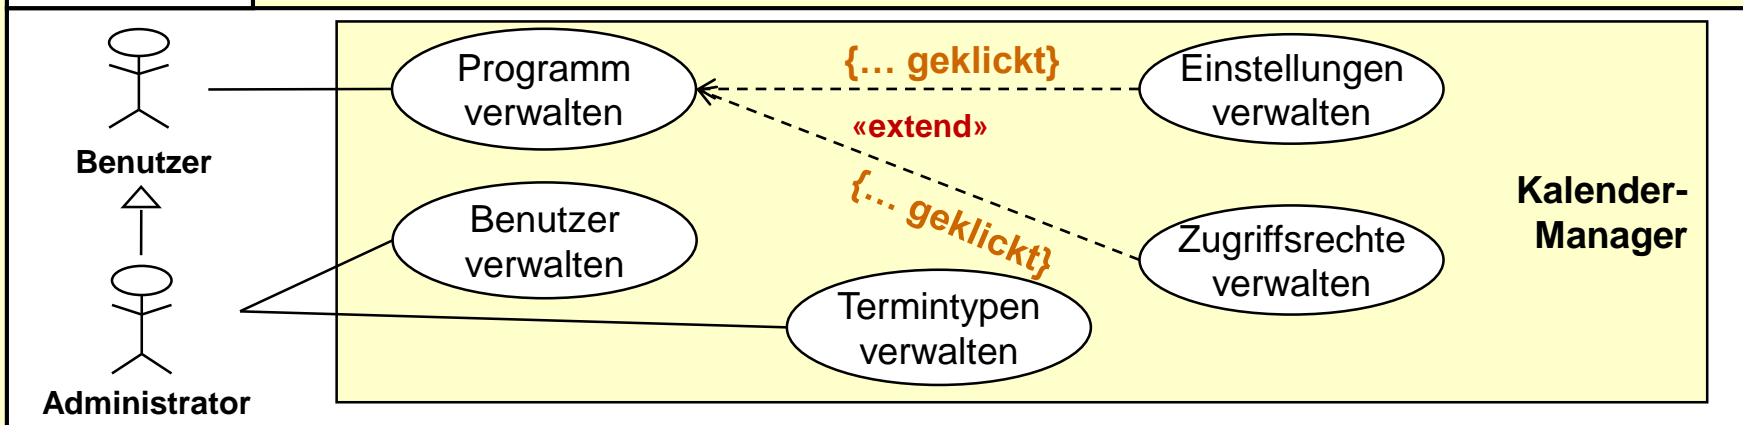 Programm
verwalten
{… geklickt}
Einstellungen
verwalten
«extend»
Benutzer
{… geklickt}
Kalender-
Manager
Benutzer
verwalten
Zugriffsrechte
verwalten
Termintypen
verwalten
Administrator